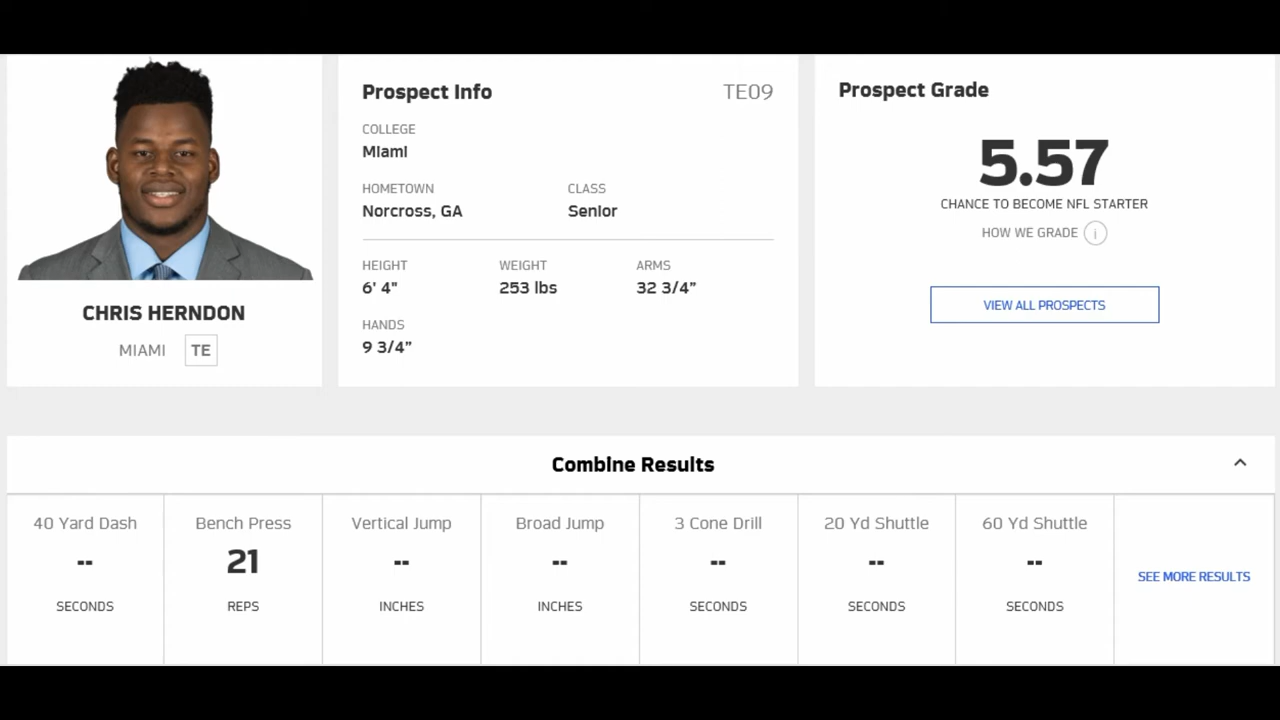 CHRIS HERNDON
MIAMI TE
Prospect Info TE09
COLLEGE
Miami
HOMETOWN CLASS
Norcross, GA Senior
HEIGHT WEIGHT ARMS
6' 4" 253 lbs 32 3/4”
HANDS
9 3/4”
Prospect Grade
5.57
CHANCE TO BECOME NFL STARTER
HOW WE GRADE i
VIEW ALL PROSPECTS
Combine Results
40 Yard Dash Bench Press Vertical Jump Broad Jump 3 Cone Drill 20 Yd Shuttle 60 Yd Shuttle
-- 21 -- -- -- -- --
SECONDS REPS INCHES INCHES SECONDS SECONDS SECONDS
SEE MORE RESULTS